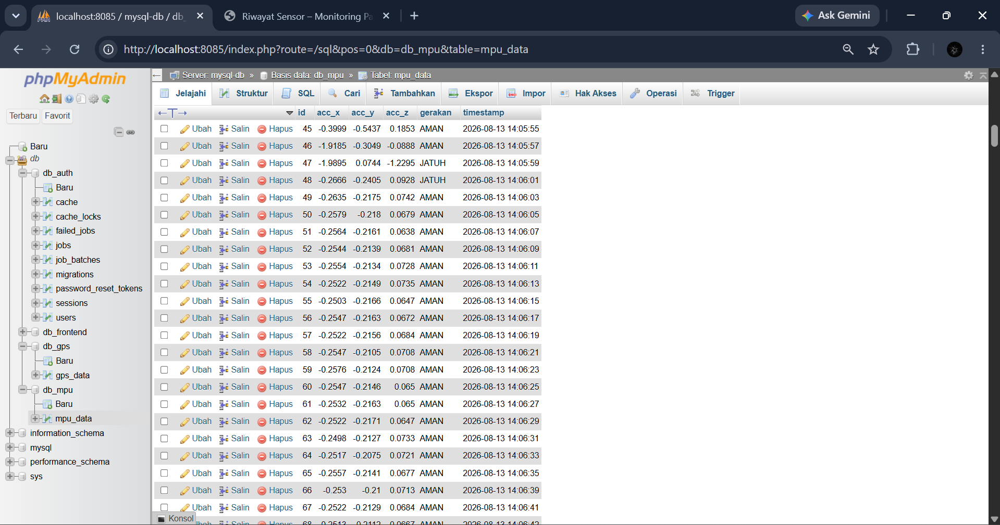 localhost:8085 / mysql-db / db_
Riwayat Sensor – Monitoring Pa
Ask Gemini
http://localhost:8085/index.php?route=/sql&pos=0&db=db_mpu&table=mpu_data
phpMyAdmin
Terbaru Favorit
Baru
db
db_auth
Baru
cache
cache_locks
failed_jobs
jobs
job_batches
migrations
password_reset_tokens
sessions
users
db_frontend
db_gps
Baru
gps_data
db_mpu
Baru
mpu_data
information_schema
mysql
performance_schema
sys
Server: mysql-db » Basis data: db_mpu » Tabel: mpu_data
Jelajahi Struktur SQL Cari Tambahkan Ekspor Impor Hak Akses Operasi Trigger
←T→ id acc_x acc_y acc_z gerakan timestamp
Ubah Salin Hapus 45 -0.3999 -0.5437 0.1853 AMAN 2026-08-13 14:05:55
Ubah Salin Hapus 46 -1.9185 -0.3049 -0.0888 AMAN 2026-08-13 14:05:57
Ubah Salin Hapus 47 -1.9895 0.0744 -1.2295 JATUH 2026-08-13 14:05:59
Ubah Salin Hapus 48 -0.2666 -0.2405 0.0928 JATUH 2026-08-13 14:06:01
Ubah Salin Hapus 49 -0.2635 -0.2175 0.0742 AMAN 2026-08-13 14:06:03
Ubah Salin Hapus 50 -0.2579 -0.218 0.0679 AMAN 2026-08-13 14:06:05
Ubah Salin Hapus 51 -0.2564 -0.2161 0.0638 AMAN 2026-08-13 14:06:07
Ubah Salin Hapus 52 -0.2544 -0.2139 0.0681 AMAN 2026-08-13 14:06:09
Ubah Salin Hapus 53 -0.2554 -0.2134 0.0728 AMAN 2026-08-13 14:06:11
Ubah Salin Hapus 54 -0.2522 -0.2149 0.0735 AMAN 2026-08-13 14:06:13
Ubah Salin Hapus 55 -0.2503 -0.2166 0.0647 AMAN 2026-08-13 14:06:15
Ubah Salin Hapus 56 -0.2547 -0.2163 0.0672 AMAN 2026-08-13 14:06:17
Ubah Salin Hapus 57 -0.2522 -0.2156 0.0684 AMAN 2026-08-13 14:06:19
Ubah Salin Hapus 58 -0.2547 -0.2105 0.0708 AMAN 2026-08-13 14:06:21
Ubah Salin Hapus 59 -0.2576 -0.2124 0.0708 AMAN 2026-08-13 14:06:23
Ubah Salin Hapus 60 -0.2547 -0.2146 0.065 AMAN 2026-08-13 14:06:25
Ubah Salin Hapus 61 -0.2532 -0.2163 0.065 AMAN 2026-08-13 14:06:27
Ubah Salin Hapus 62 -0.2522 -0.2171 0.0647 AMAN 2026-08-13 14:06:29
Ubah Salin Hapus 63 -0.2498 -0.2127 0.0733 AMAN 2026-08-13 14:06:31
Ubah Salin Hapus 64 -0.2517 -0.2075 0.0721 AMAN 2026-08-13 14:06:33
Ubah Salin Hapus 65 -0.2557 -0.2141 0.0677 AMAN 2026-08-13 14:06:35
Ubah Salin Hapus 66 -0.253 -0.21 0.0713 AMAN 2026-08-13 14:06:39
Ubah Salin Hapus 67 -0.2522 -0.2129 0.0684 AMAN 2026-08-13 14:06:41
Konsol